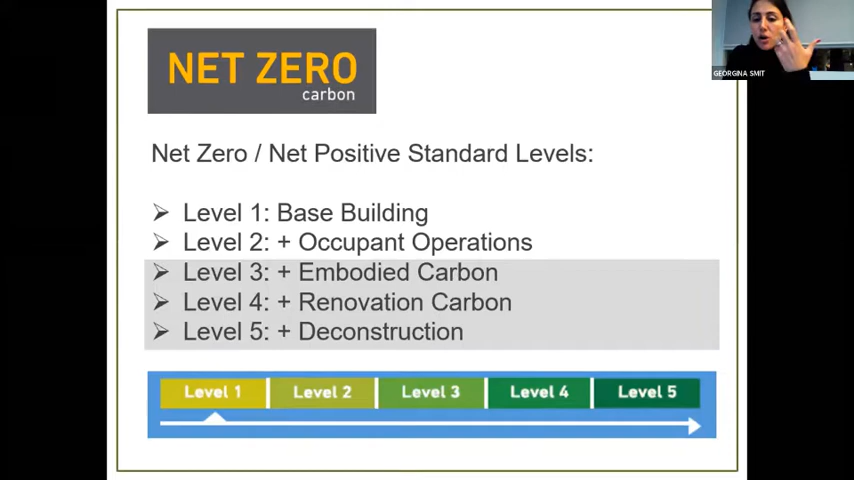 NET ZERO
carbon
GEORGINA SMIT
Net Zero / Net Positive Standard Levels:
➢ Level 1: Base Building
➢ Level 2: + Occupant Operations
➢ Level 3: + Embodied Carbon
➢ Level 4: + Renovation Carbon
➢ Level 5: + Deconstruction
Level 1 Level 2 Level 3 Level 4 Level 5